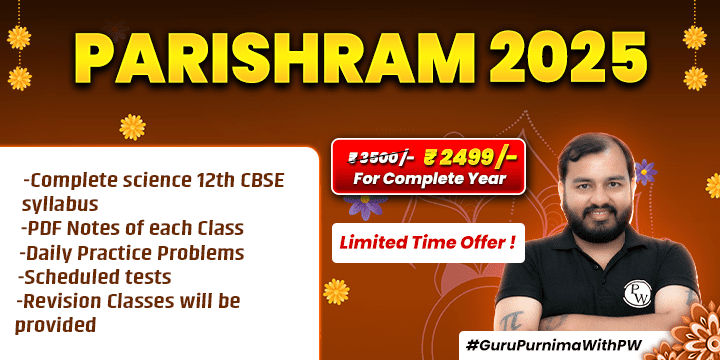 PARISHRAM 2025
-Complete science 12th CBSE
syllabus
-PDF Notes of each Class
-Daily Practice Problems
-Scheduled tests
-Revision Classes will be
provided
₹ 3500/- ₹ 2499/-
For Complete Year
Limited Time Offer !
PW
#GuruPurnimaWithPW